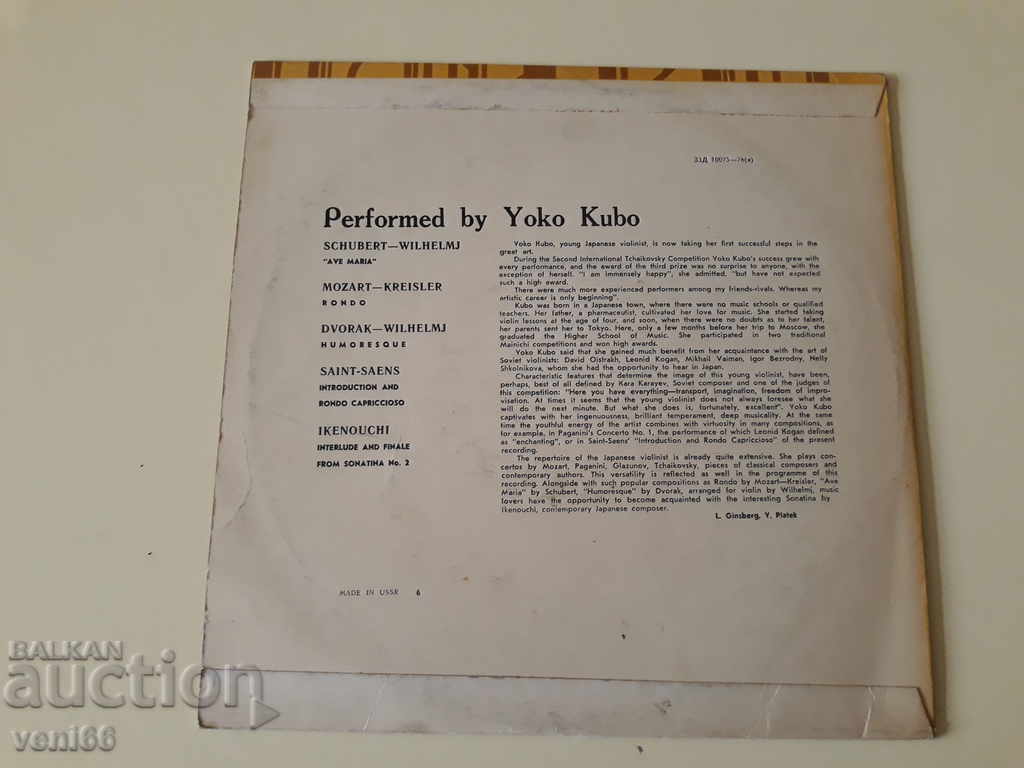 33Д 10075—76(a)
Performed by Yoko Kubo
SCHUBERT—WILHELMJ
"AVE MARIA"
MOZART—KREISLER
RONDO
DVORAK—WILHELMJ
HUMORESQUE
SAINT-SAENS
INTRODUCTION AND
RONDO CAPRICCIOSO
IKENOUCHI
INTERLUDE AND FINALE
FROM SONATINA No. 2
Yoko Kubo, young Japanese violinist, is now taking her first successful steps in the
great art.
During the Second International Tchaikovsky Competition Yoko Kubo's success grew with
every performance, and the award of the third prize was no surprise to anyone, with the
exception of herself. "I am immensely happy", she admitted, "but have not expected
such a high award.
There were much more experienced performers among my friends-rivals. Whereas my
artistic career is only beginning".
Kubo was born in a Japanese town, where there were no music schools or qualified
teachers. Her father, a pharmaceutist, cultivated her love for music. She started taking
violin lessons at the age of four, and soon, when there were no doubts as to her talent,
her parents sent her to Tokyo. Here, only a few months before her trip to Moscow, she
graduated the Higher School of Music. She participated in two traditional
Mainichi competitions and won high awards.
Yoko Kubo said that she gained much benefit from her acquaintance with the art of
Soviet violinists: David Oistrakh, Leonid Kogan, Mikhail Vaiman, Igor Bezrodny, Nelly
Shkolnikova, whom she had the opportunity to hear in Japan.
Characteristic features that determine the image of this young violinist, have been,
perhaps, best of all defined by Kara Karayev, Soviet composer and one of the judges of
this competition: "Here you have everything—transport, imagination, freedom of impro-
visation. At times it seems that the young violinist does not always foresee what she
will do the next minute. But what she does is, fortunately, excellent". Yoko Kubo
captivates with her ingenuousness, brilliant temperament, deep musicality. At the same
time the youthful energy of the artist combines with virtuosity in many compositions, as
for example, in Paganini's Concerto No. 1, the performance of which Leonid Kogan defined
as "enchanting", or in Saint-Saens' "Introduction and Rondo Capriccioso" of the present
recording.
The repertoire of the Japanese violinist is already quite extensive. She plays con-
certos by Mozart, Paganini, Glazunov, Tchaikovsky, pieces of classical composers and
contemporary authors. This versatility is reflected as well in the programme of this
recording. Alongside with such popular compositions as Rondo by Mozart—Kreisler, "Ave
Maria" by Schubert, "Humoresque" by Dvorak, arranged for violin by Wilhelmj, music
lovers have the opportunity to become acquainted with the interesting Sonatina by
Ikenouchi, contemporary Japanese composer.
L. Ginsberg, Y. Platek
MADE IN USSR 6
BALKAN
auction
veni66